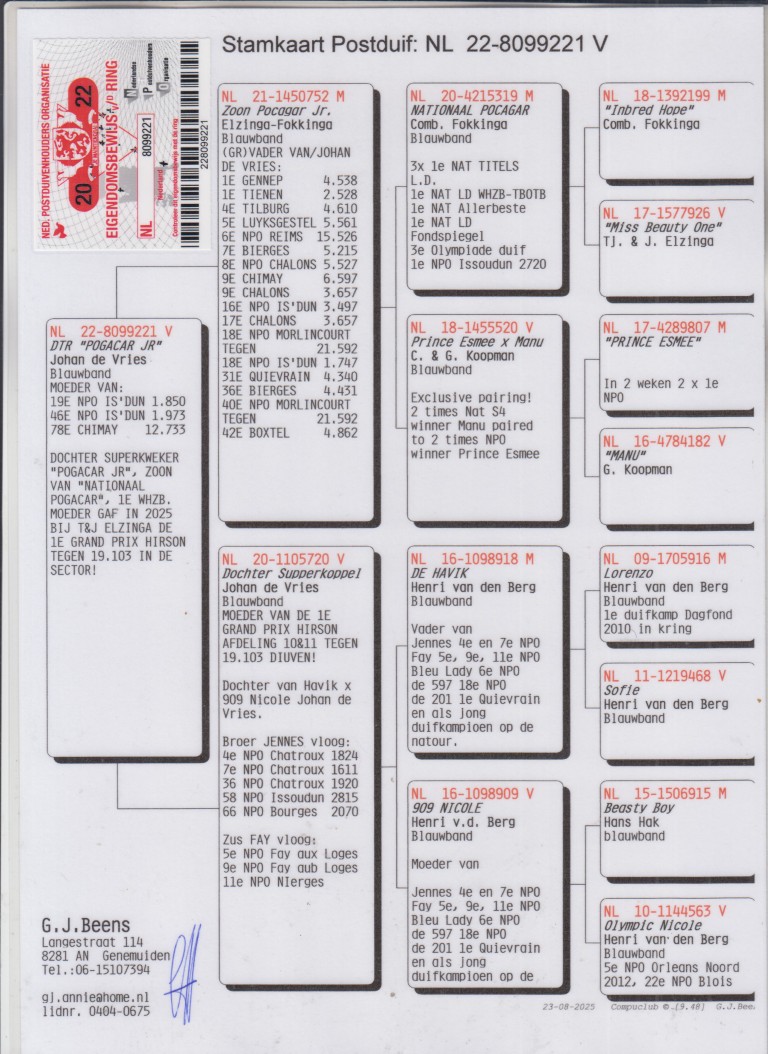 Stamkaart Postduif: NL 22-8099221 V
NED. POSTDUIVENHOUDERS ORGANISATIE
20 22
EIGENDOMSBEWIJS V/D RING
NL 8099221
Nederlandse
Postduivenhouders
Organisatie
Controleer dit eigendomsbewijs met de ring
228099221
NL 22-8099221 V
DTR "POGACAR JR"
Johan de Vries
Blauwband
MOEDER VAN:
19E NPO IS'DUN 1.850
46E NPO IS'DUN 1.973
78E CHIMAY 12.733
DOCHTER SUPERKWEKER
"POGACAR JR", ZOON
VAN "NATIONAAL
POGACAR", 1E WHZB.
MOEDER GAF IN 2025
BIJ T&J ELZINGA DE
1E GRAND PRIX HIRSON
TEGEN 19.103 IN DE
SECTOR!
NL 21-1450752 M
Zoon Pocagar Jr.
Elzinga-Fokkinga
Blauwband
(GR)VADER VAN/JOHAN
DE VRIES:
1E GENNEP 4.538
1E TIENEN 2.528
4E TILBURG 4.610
5E LUYKSGESTEL 5.561
6E NPO REIMS 15.526
7E BIERGES 5.215
8E NPO CHALONS 5.527
9E CHIMAY 6.597
9E CHALONS 3.657
16E NPO IS'DUN 3.497
17E CHALONS 3.657
18E NPO MORLINCOURT
TEGEN 21.592
18E NPO IS'DUN 1.747
31E QUIEVRAIN 4.340
36E BIERGES 4.431
40E NPO MORLINCOURT
TEGEN 21.592
42E BOXTEL 4.862
NL 20-1105720 V
Dochter Supperkoppel
Johan de Vries
Blauwband
MOEDER VAN DE 1E
GRAND PRIX HIRSON
AFDELING 10&11 TEGEN
19.103 DIUVEN!
Dochter van Havik x
909 Nicole Johan de
Vries.
Broer JENNES vloog:
4e NPO Chatroux 1824
7e NPO Chatroux 1611
36 NPO Chatroux 1920
58 NPO Issoudun 2815
66 NPO Bourges 2070
Zus FAY vloog:
5e NPO Fay aux Loges
9e NPO Fay aub Loges
11e NPO NIerges
NL 20-4215319 M
NATIONAAL POCAGAR
Comb. Fokkinga
Blauwband
3x 1e NAT TITELS
L.D.
1e NAT LD WHZB-TBOTB
1e NAT Allerbeste
1e NAT LD
Fondspiegel
3e Olympiade duif
1e NPO Issoudun 2720
NL 18-1455520 V
Prince Esmee x Manu
C. & G. Koopman
Blauwband
Exclusive pairing!
2 times Nat S4
winner Manu paired
to 2 times NPO
winner Prince Esmee
NL 16-1098918 M
DE HAVIK
Henri van den Berg
Blauwband
Vader van
Jennes 4e en 7e NPO
Fay 5e, 9e, 11e NPO
Bleu Lady 6e NPO
de 597 18e NPO
de 201 1e Quievrain
en als jong
duifkampioen op de
natour.
NL 16-1098909 V
909 NICOLE
Henri v.d. Berg
Blauwband
Moeder van
Jennes 4e en 7e NPO
Fay 5e, 9e, 11e NPO
Bleu Lady 6e NPO
de 597 18e NPO
de 201 1e Quievrain
en als jong
duifkampioen op de
NL 18-1392199 M
"Inbred Hope"
Comb. Fokkinga
NL 17-1577926 V
"Miss Beauty One"
Tj. & J. Elzinga
NL 17-4289807 M
"PRINCE ESMEE"
In 2 weken 2 x 1e
NPO
NL 16-4784182 V
"MANU"
G. Koopman
NL 09-1705916 M
Lorenzo
Henri van den Berg
Blauwband
1e duifkamp Dagfond
2010 in kring
NL 11-1219468 V
Sofie
Henri van den Berg
Blauwband
NL 15-1506915 M
Beasty Boy
Hans Hak
blauwband
NL 10-1144563 V
Olympic Nicole
Henri van den Berg
Blauwband
5e NPO Orleans Noord
2012, 22e NPO Blois
G.J.Beens
Langestraat 114
8281 AN Genemuiden
Tel.:06-15107394
gj.annie@home.nl
lidnr. 0404-0675
23-08-2025 Compuclub ©.[9.48] G.J.Bee.